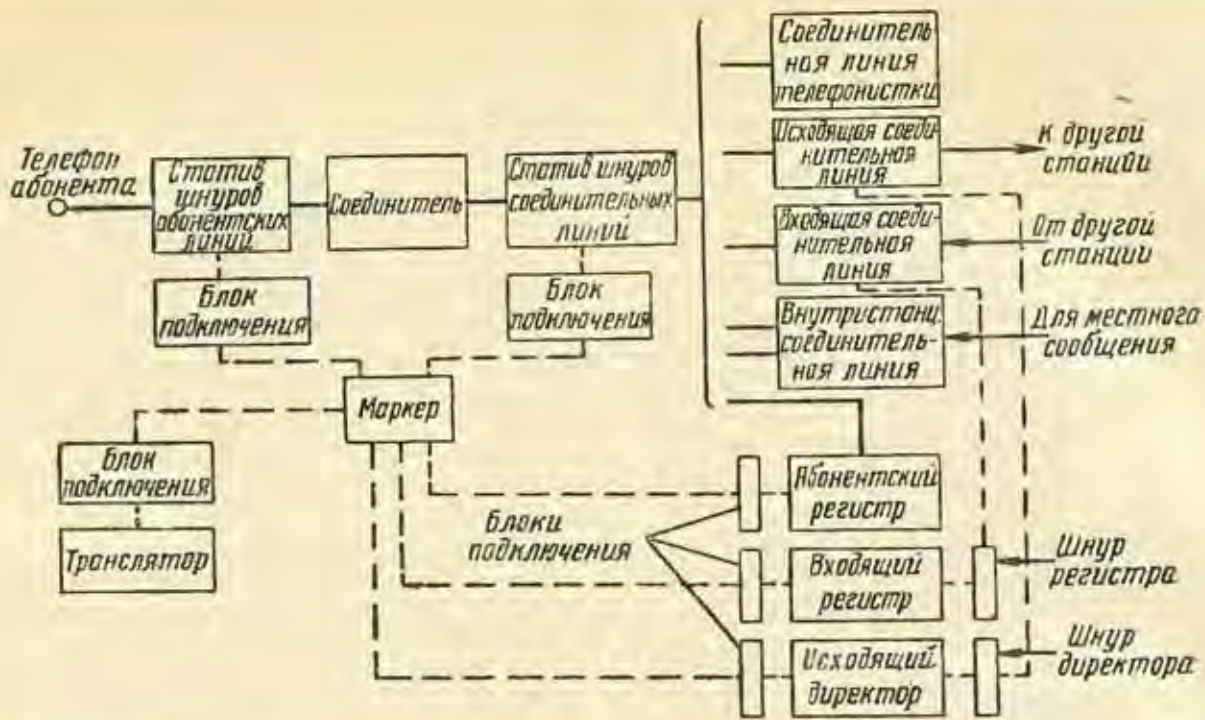 Соединитель
ная линия
телефонистки
Исходящая соеди-
нительная
линия
К другой
станции
Телефон
абонента
Статив
шнуров
абонентских
линий
Соединитель
Статив шнуров
соединительных
линий
Входящая соеди-
нительная
линия
От другой
станции
Блок
подключения
Блок
подключения
Внутристанц.
соединитель-
ная линия
Для местного
сообщения
Маркер
Блок
подключения
Транслятор
Блоки
подключения
Абонентский
регистр
Входящий
регистр
Шнур
регистра
Исходящий
директор
Шнур
директора